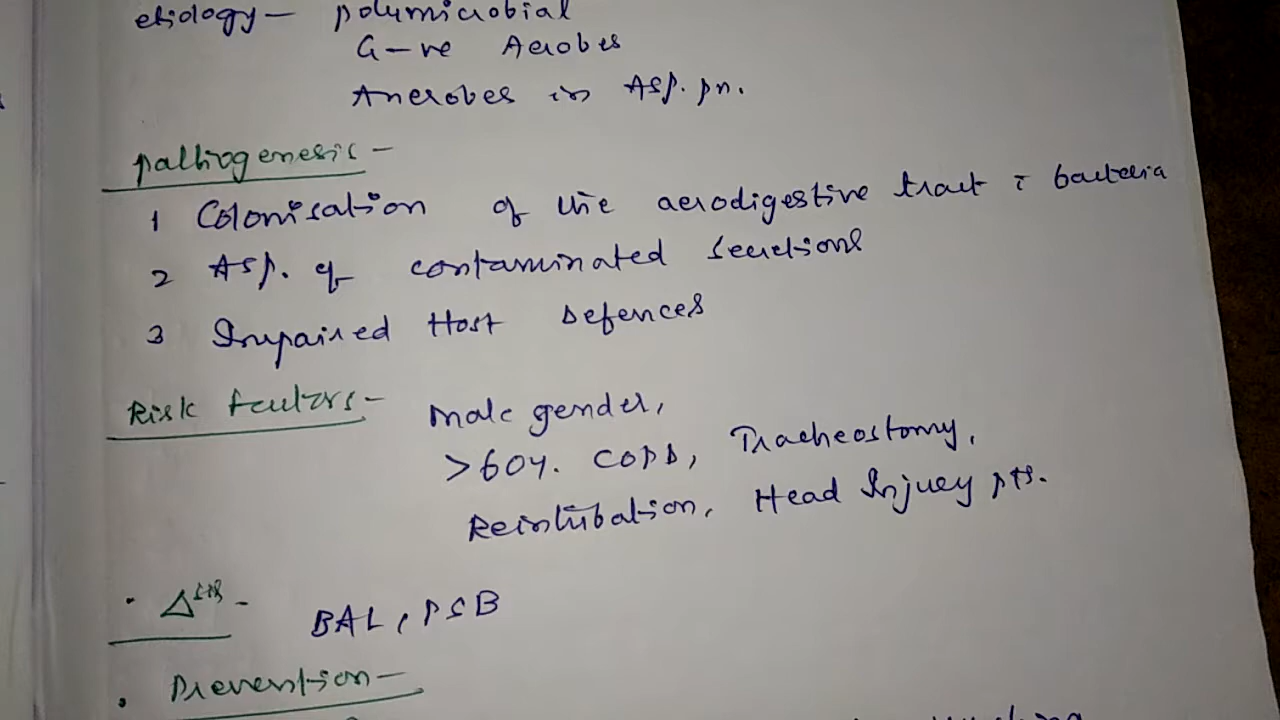 etiology - polymicrobial
G-ve Aerobes
Anerobes in Asp. pn.
pathogenesis -
1 Colonisation of the aerodigestive tract c̄ bacteria
2 Asp. of contaminated secretions
3 Impaired Host Defences
Risk factors - male gender,
>60y. COPD, Tracheostomy,
Reintubation, Head Injury pts.
• Δsis - BAL, PSB
• Prevention -